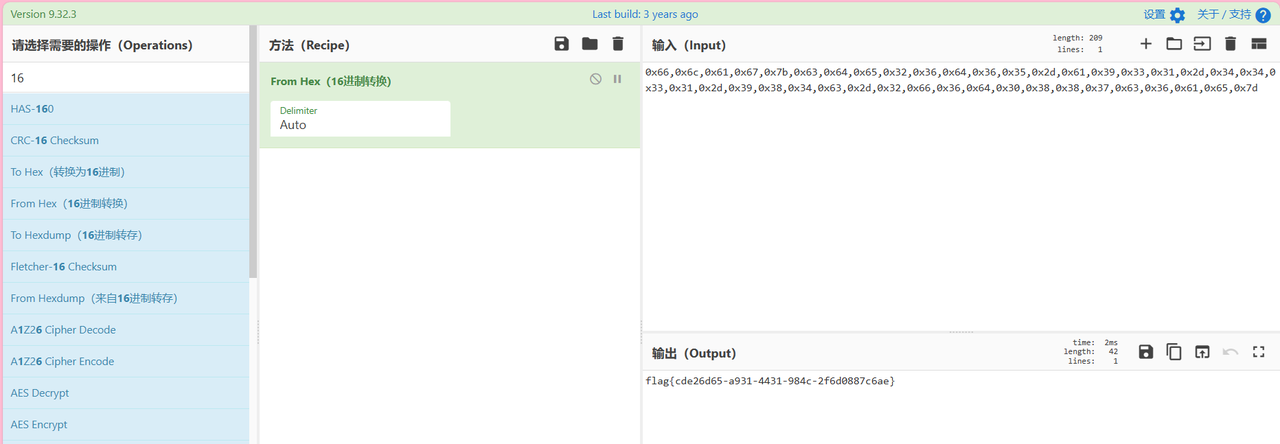 Version 9.32.3
Last build: 3 years ago
设置
关于 / 支持
请选择需要的操作（Operations）
16
HAS-160
CRC-16 Checksum
To Hex（转换为16进制）
From Hex（16进制转换）
To Hexdump（16进制转存）
Fletcher-16 Checksum
From Hexdump（来自16进制转存）
A1Z26 Cipher Decode
A1Z26 Cipher Encode
AES Decrypt
AES Encrypt
方法（Recipe）
From Hex（16进制转换）
Delimiter
Auto
输入（Input）
length: 209
lines: 1
0x66,0x6c,0x61,0x67,0x7b,0x63,0x64,0x65,0x32,0x36,0x64,0x36,0x35,0x2d,0x61,0x39,0x33,0x31,0x2d,0x34,0x34,0
x33,0x31,0x2d,0x39,0x38,0x34,0x63,0x2d,0x32,0x66,0x36,0x64,0x30,0x38,0x38,0x37,0x63,0x36,0x61,0x65,0x7d
输出（Output）
time: 2ms
length: 42
lines: 1
flag{cde26d65-a931-4431-984c-2f6d0887c6ae}